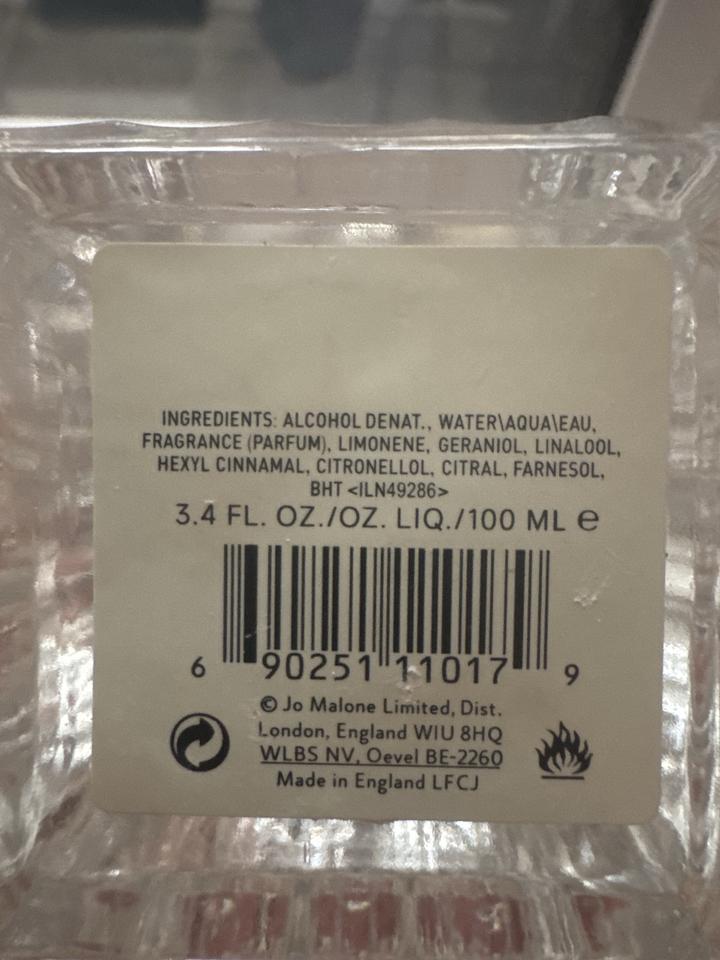 INGREDIENTS: ALCOHOL DENAT., WATER\AQUA\EAU,
FRAGRANCE (PARFUM), LIMONENE, GERANIOL, LINALOOL,
HEXYL CINNAMAL, CITRONELLOL, CITRAL, FARNESOL,
BHT <ILN49286>
3.4 FL. OZ./OZ. LIQ./100 ML ℮
6 90251 11017 9
© Jo Malone Limited, Dist.
London, England W1U 8HQ
WLBS NV, Oevel BE-2260
Made in England LFCJ